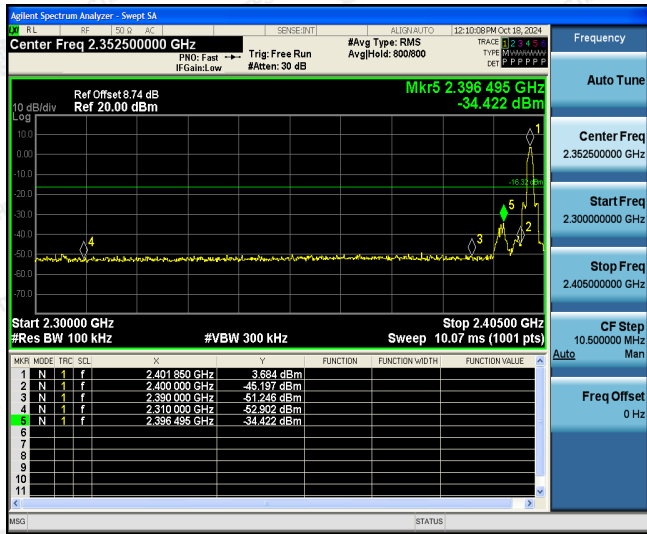 Agilent Spectrum Analyzer - Swept SA
RL RF 50 Ω AC SENSE:INT ALIGNAUTO 12:10:08PM Oct 18, 2024
Center Freq 2.352500000 GHz
PNO: Fast
IFGain:Low
Trig: Free Run
#Atten: 30 dB
#Avg Type: RMS
Avg|Hold: 800/800
TRACE 1 2 3 4 5 6
TYPE
DET P P P P P P
Ref Offset 8.74 dB
Ref 20.00 dBm
10 dB/div
Log
Mkr5 2.396 495 GHz
-34.422 dBm
10.0
0.00
-10.0
-20.0
-30.0
-40.0
-50.0
-60.0
-70.0
-16.32 dBm
1
5
2
3
4
Start 2.30000 GHz
Stop 2.40500 GHz
#Res BW 100 kHz #VBW 300 kHz Sweep 10.07 ms (1001 pts)
MKR MODE TRC SCL X Y FUNCTION FUNCTION WIDTH FUNCTION VALUE
1 N 1 f 2.401 850 GHz 3.684 dBm
2 N 1 f 2.400 000 GHz -45.197 dBm
3 N 1 f 2.390 000 GHz -51.246 dBm
4 N 1 f 2.310 000 GHz -52.902 dBm
5 N 1 f 2.396 495 GHz -34.422 dBm
6
7
8
9
10
11
MSG STATUS
Frequency
Auto Tune
Center Freq
2.352500000 GHz
Start Freq
2.300000000 GHz
Stop Freq
2.405000000 GHz
CF Step
10.500000 MHz
Auto Man
Freq Offset
0 Hz